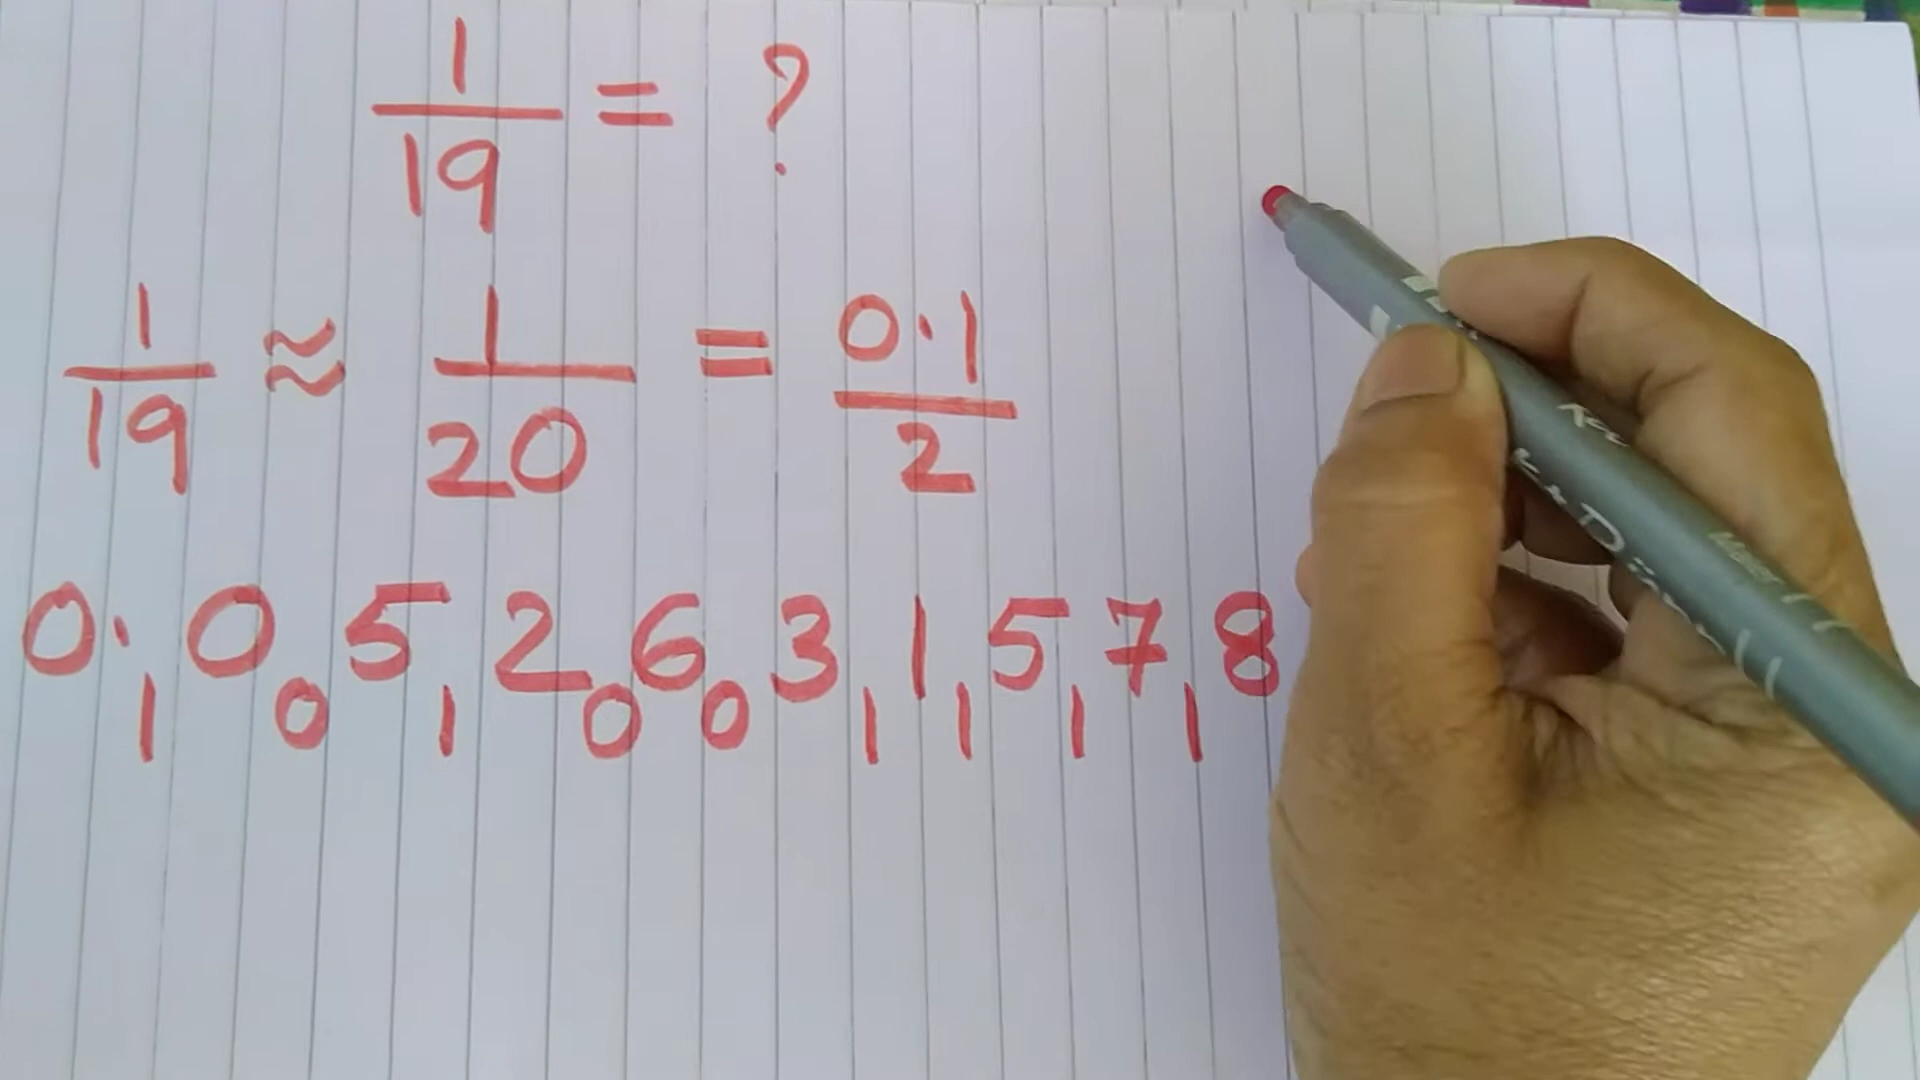 1/19 = ?
1/19 ≈ 1/20 = 0.1/2
0.,1 0,0 5,1 2,0 6,0 3,1 1,1 5,1 7,1 8